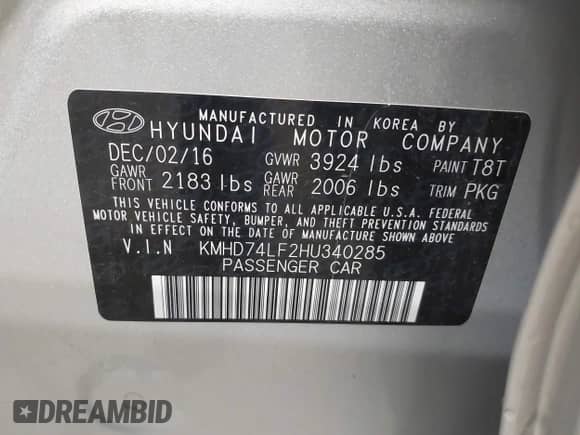 MANUFACTURED IN KOREA BY
HYUNDAI MOTOR COMPANY
DEC/02/16 GVWR 3924 lbs PAINT T8T
GAWR FRONT 2183 lbs GAWR REAR 2006 lbs TRIM PKG
THIS VEHICLE CONFORMS TO ALL APPLICABLE U.S.A. FEDERAL
MOTOR VEHICLE SAFETY, BUMPER, AND THEFT PREVENTION STANDARDS
IN EFFECT ON THE DATE OF MANUFACTURE SHOWN ABOVE.
V.I.N KMHD74LF2HU340285
PASSENGER CAR
DREAMBID